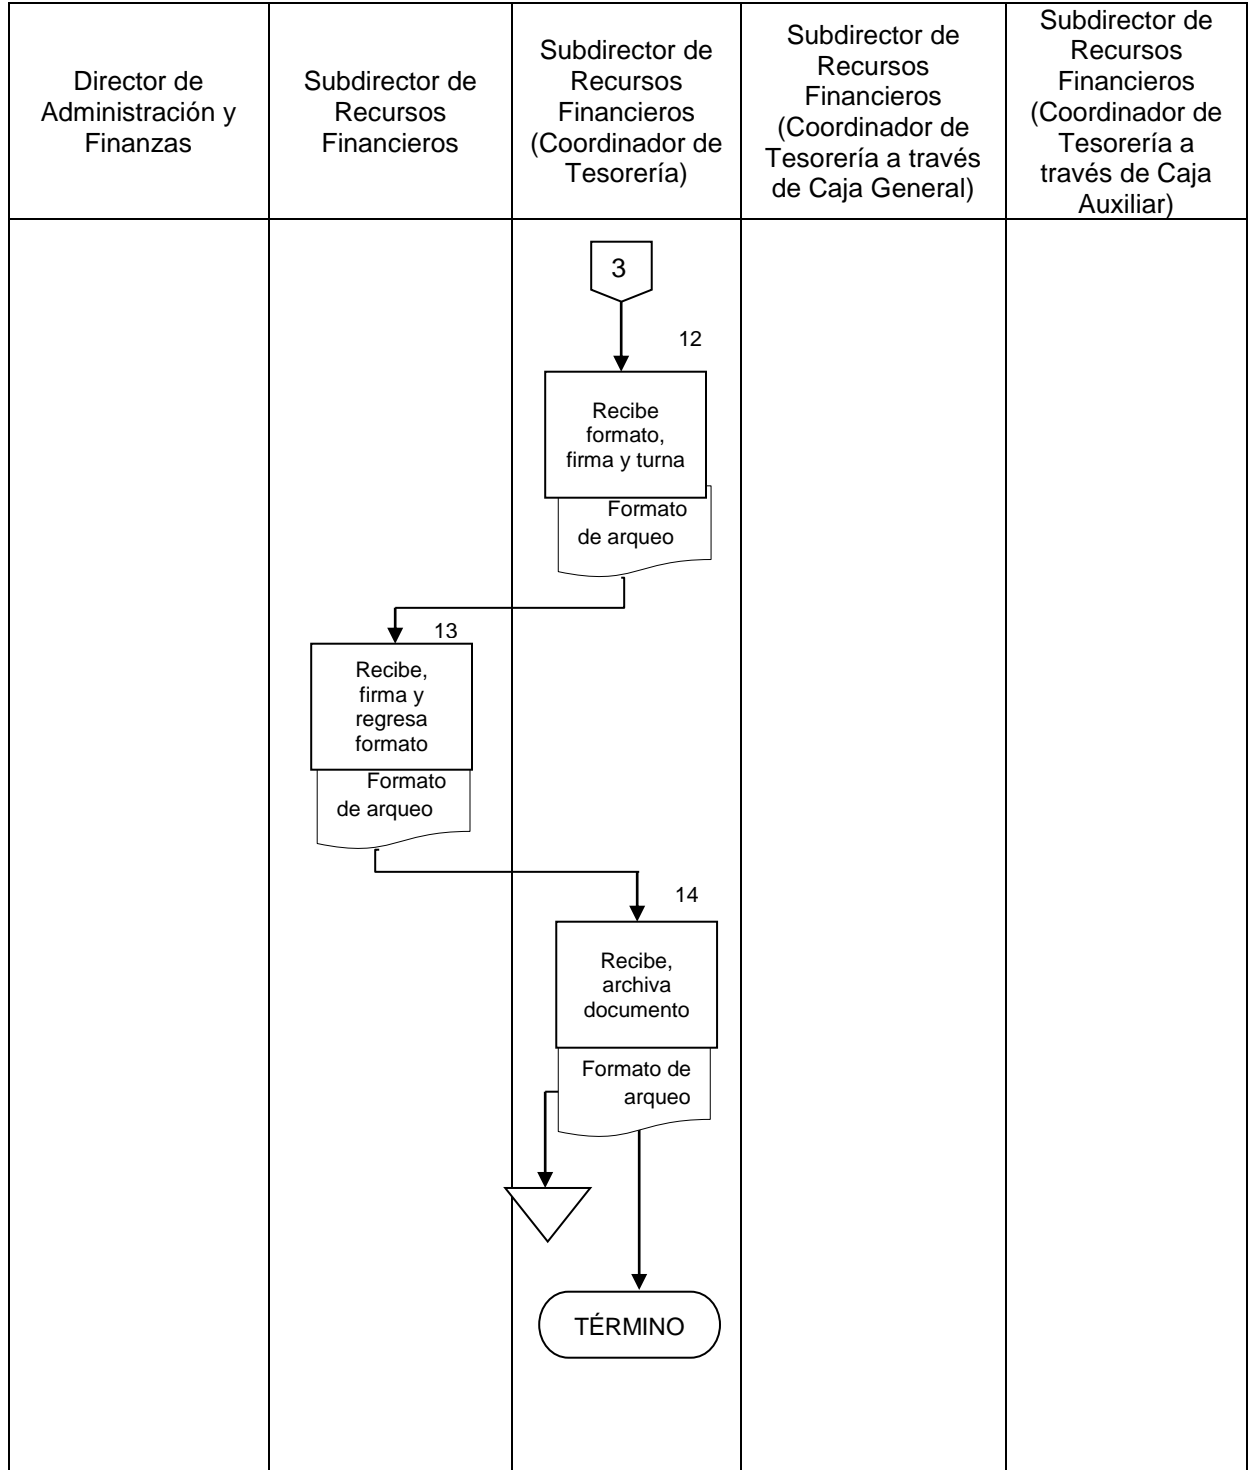 Director de
Administración y
Finanzas
Subdirector de
Recursos
Financieros
Subdirector de
Recursos
Financieros
(Coordinador de
Tesorería)
Subdirector de
Recursos
Financieros
(Coordinador de
Tesorería a través
de Caja General)
Subdirector de
Recursos
Financieros
(Coordinador de
Tesorería a
través de Caja
Auxiliar)
3
12
Recibe
formato,
firma y turna
Formato
de arqueo
13
Recibe,
firma y
regresa
formato
Formato
de arqueo
14
Recibe,
archiva
documento
Formato de
arqueo
TÉRMINO